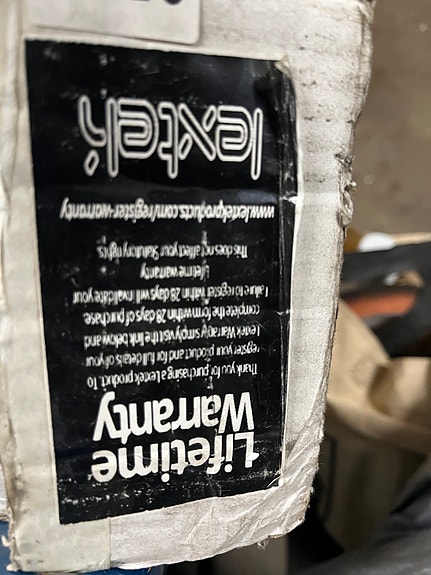 Lifetime
Warranty
Thank you for purchasing a Lextek product. To
register your product and for full details of your
Lextek Warranty simply visit the link below and
complete the form within 28 days of purchase.
Failure to register within 28 days will invalidate your
Lifetime warranty.
This does not affect your Statutory rights.
www.lextekproducts.com/register-warranty
lextek